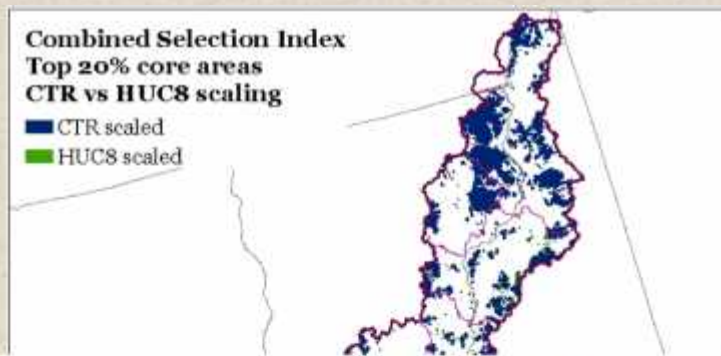 Combined Selection Index
Top 20% core areas
CTR vs HUC8 scaling
CTR scaled
HUC8 scaled